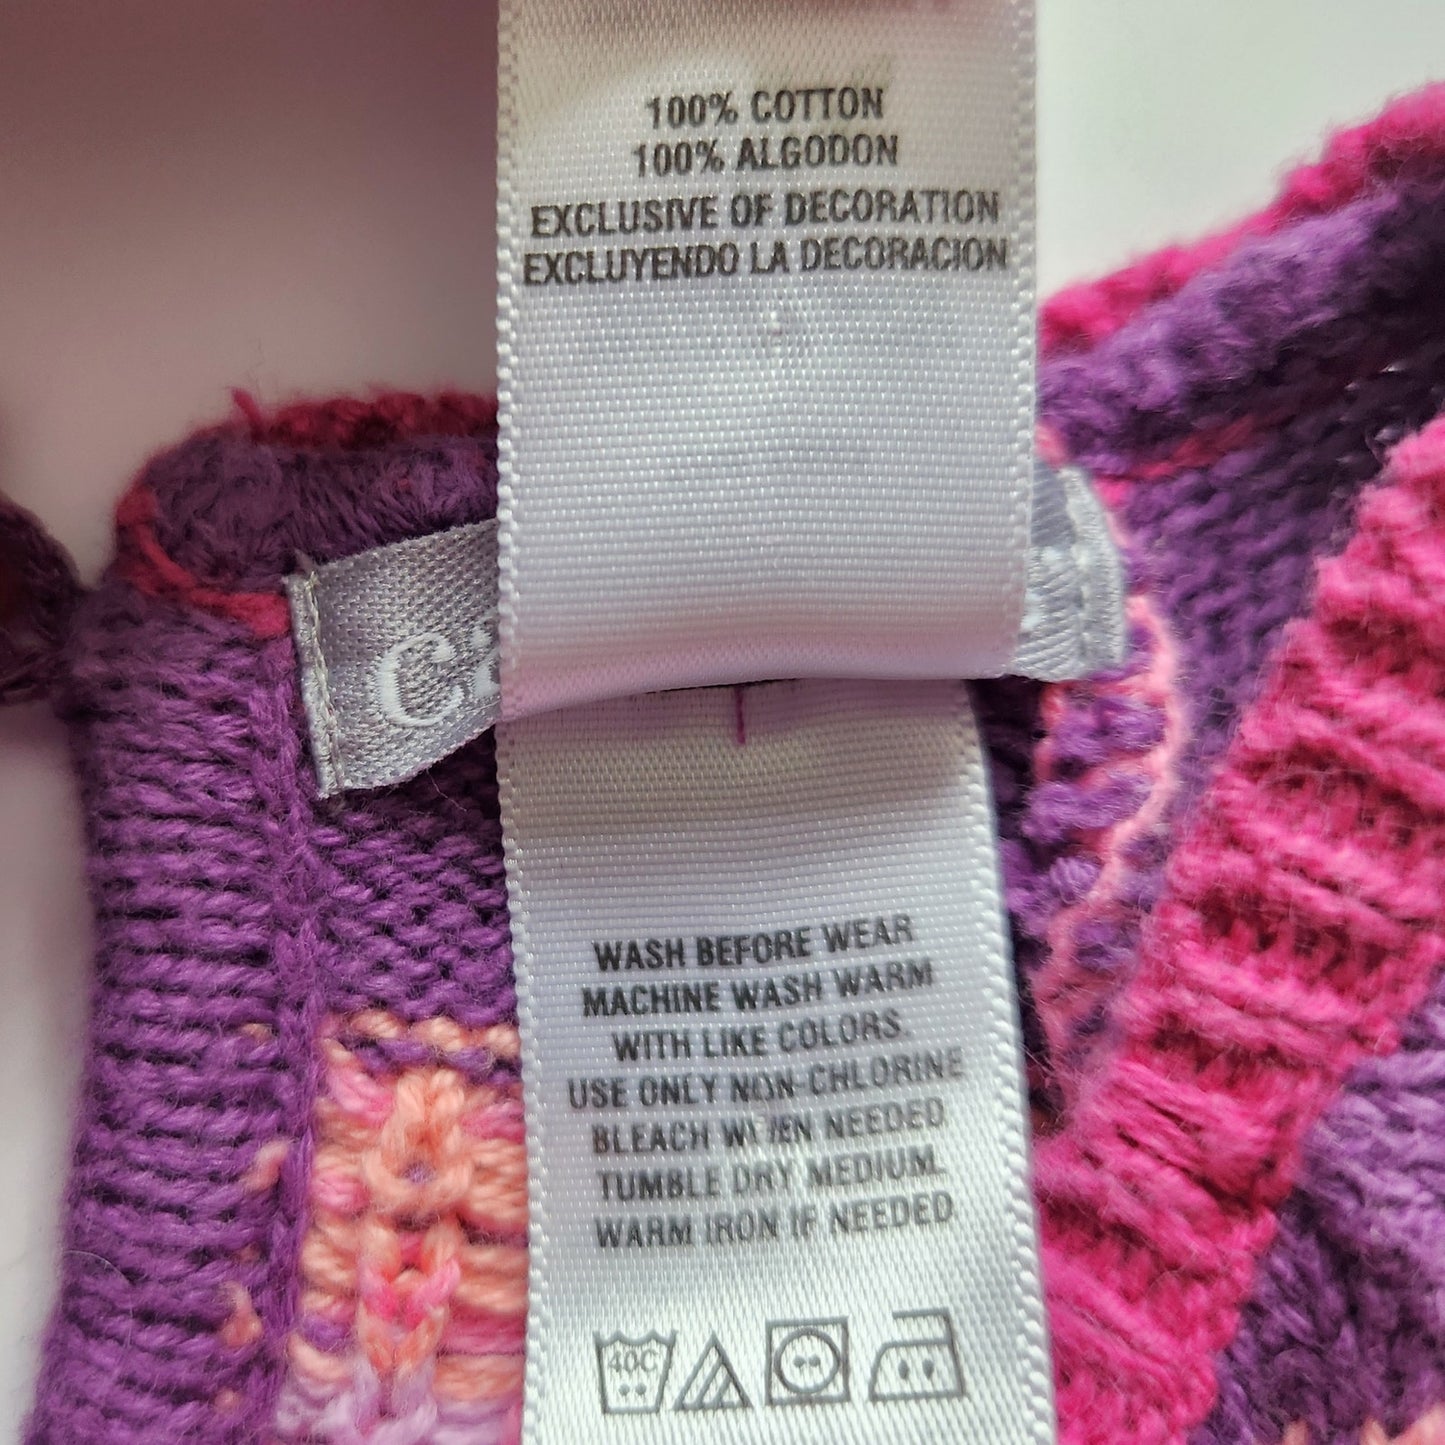 100% COTTON
100% ALGODON
EXCLUSIVE OF DECORATION
EXCLUYENDO LA DECORACION
WASH BEFORE WEAR
MACHINE WASH WARM
WITH LIKE COLORS.
USE ONLY NON-CHLORINE
BLEACH WHEN NEEDED
TUMBLE DRY MEDIUM.
WARM IRON IF NEEDED
40C